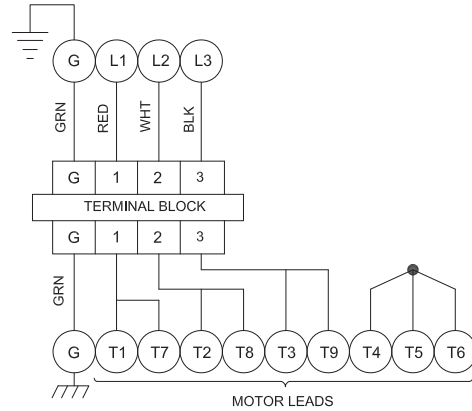 G L1 L2 L3
GRN RED WHT BLK
G 1 2 3
TERMINAL BLOCK
G 1 2 3
GRN
G T1 T7 T2 T8 T3 T9 T4 T5 T6
MOTOR LEADS